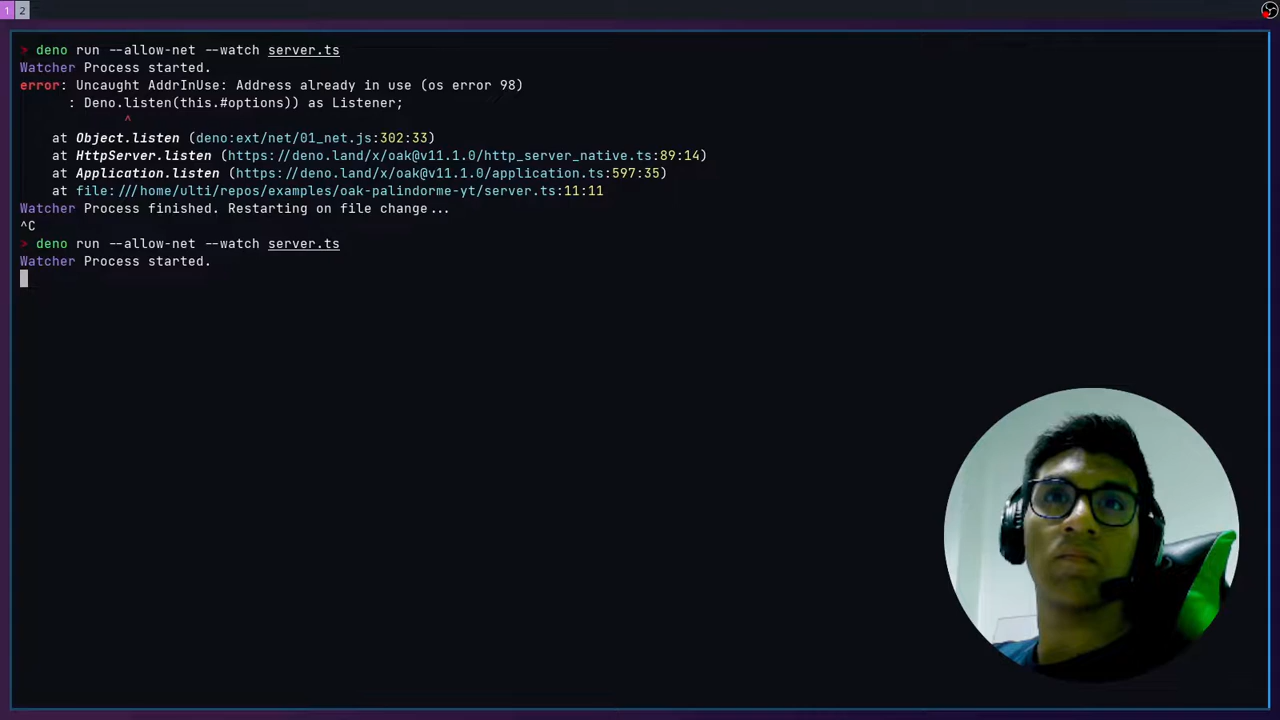 1 2
> deno run --allow-net --watch server.ts
Watcher Process started.
error: Uncaught AddrInUse: Address already in use (os error 98)
: Deno.listen(this.#options)) as Listener;
^
at Object.listen (deno:ext/net/01_net.js:302:33)
at HttpServer.listen (https://deno.land/x/oak@v11.1.0/http_server_native.ts:89:14)
at Application.listen (https://deno.land/x/oak@v11.1.0/application.ts:597:35)
at file:///home/ulti/repos/examples/oak-palindorme-yt/server.ts:11:11
Watcher Process finished. Restarting on file change...
^C
> deno run --allow-net --watch server.ts
Watcher Process started.